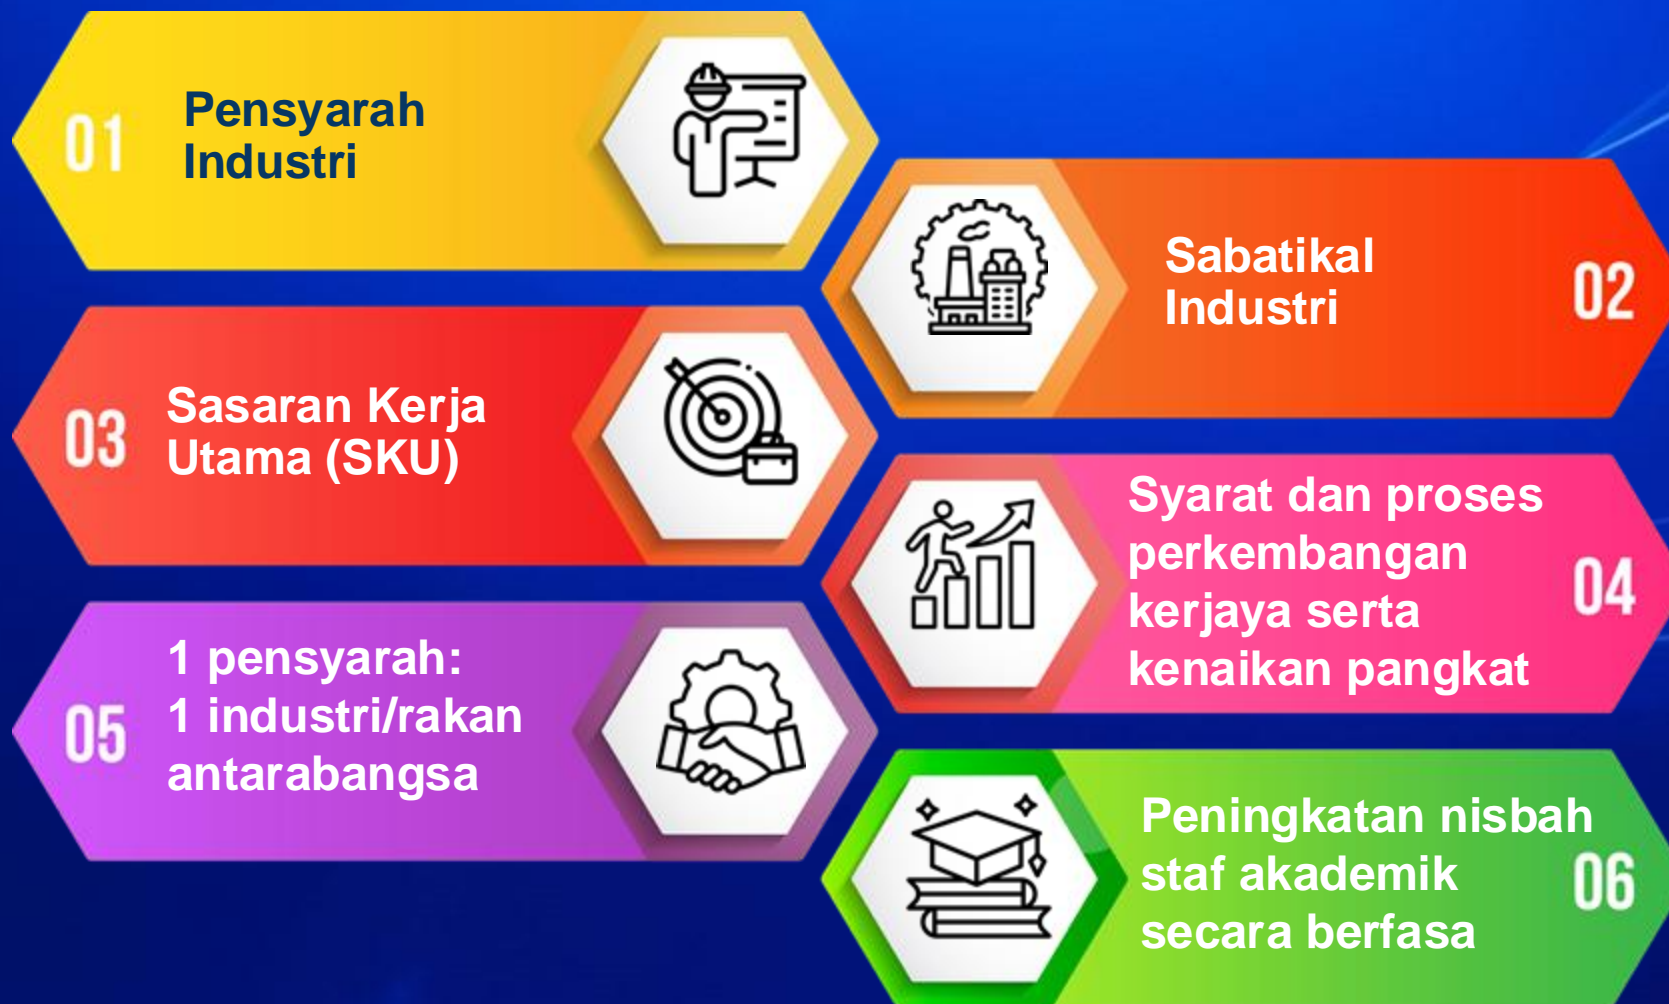 01
Pensyarah
Industri
Sabatikal
Industri
02
03
Sasaran Kerja
Utama (SKU)
Syarat dan proses
perkembangan
kerjaya serta
kenaikan pangkat
04
05
1 pensyarah:
1 industri/rakan
antarabangsa
Peningkatan nisbah
staf akademik
secara berfasa
06